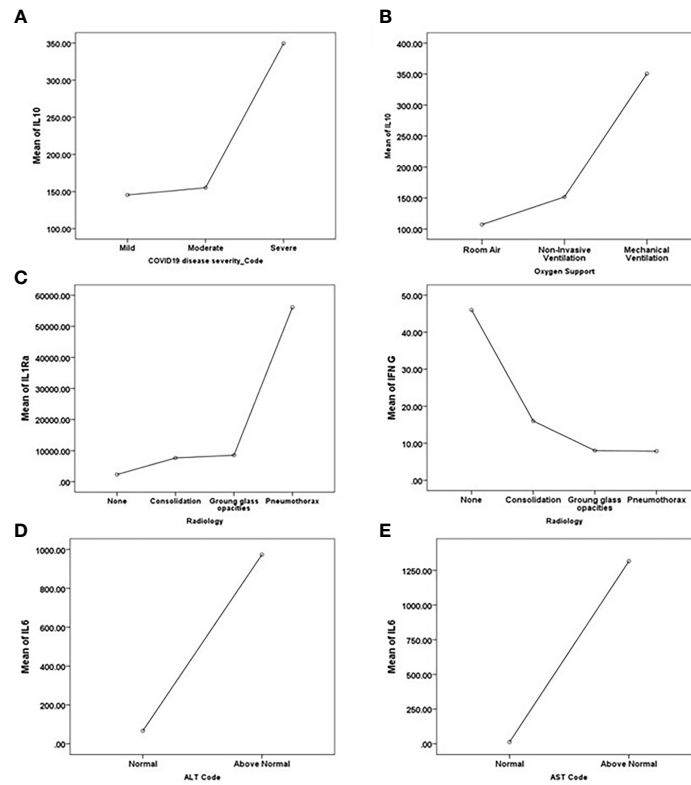 A
Mean of IL10
350.00
300.00
250.00
200.00
150.00
100.00
Mild Moderate Severe
COVID19 disease severity_Code
B
Mean of IL10
400.00
350.00
300.00
250.00
200.00
150.00
100.00
Room Air Non-Invasive Ventilation Mechanical Ventilation
Oxygen Support
C
Mean of IL1Ra
60000.00
50000.00
40000.00
30000.00
20000.00
10000.00
.00
None Consolidation Groung glass opacities Pneumothorax
Radiology
Mean of IFN G
50.00
40.00
30.00
20.00
10.00
.00
None Consolidation Groung glass opacities Pneumothorax
Radiology
D
Mean of IL6
1000.00
800.00
600.00
400.00
200.00
.00
Normal Above Normal
ALT Code
E
Mean of IL6
1250.00
1000.00
750.00
500.00
250.00
.00
Normal Above Normal
AST Code